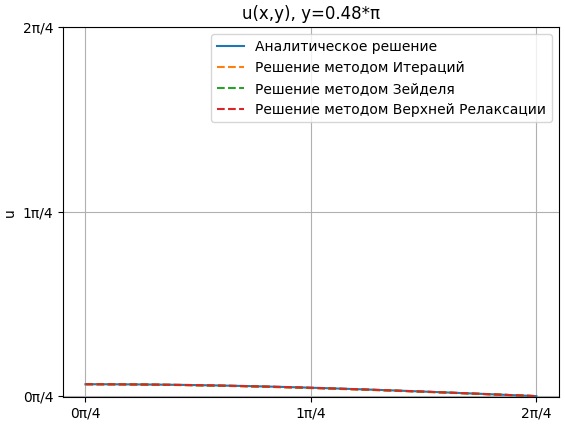 u(x,y), y=0.48*π
2π/4
Аналитическое решение
Решение методом Итераций
Решение методом Зейделя
Решение методом Верхней Релаксации
u
1π/4
0π/4
0π/4 1π/4 2π/4